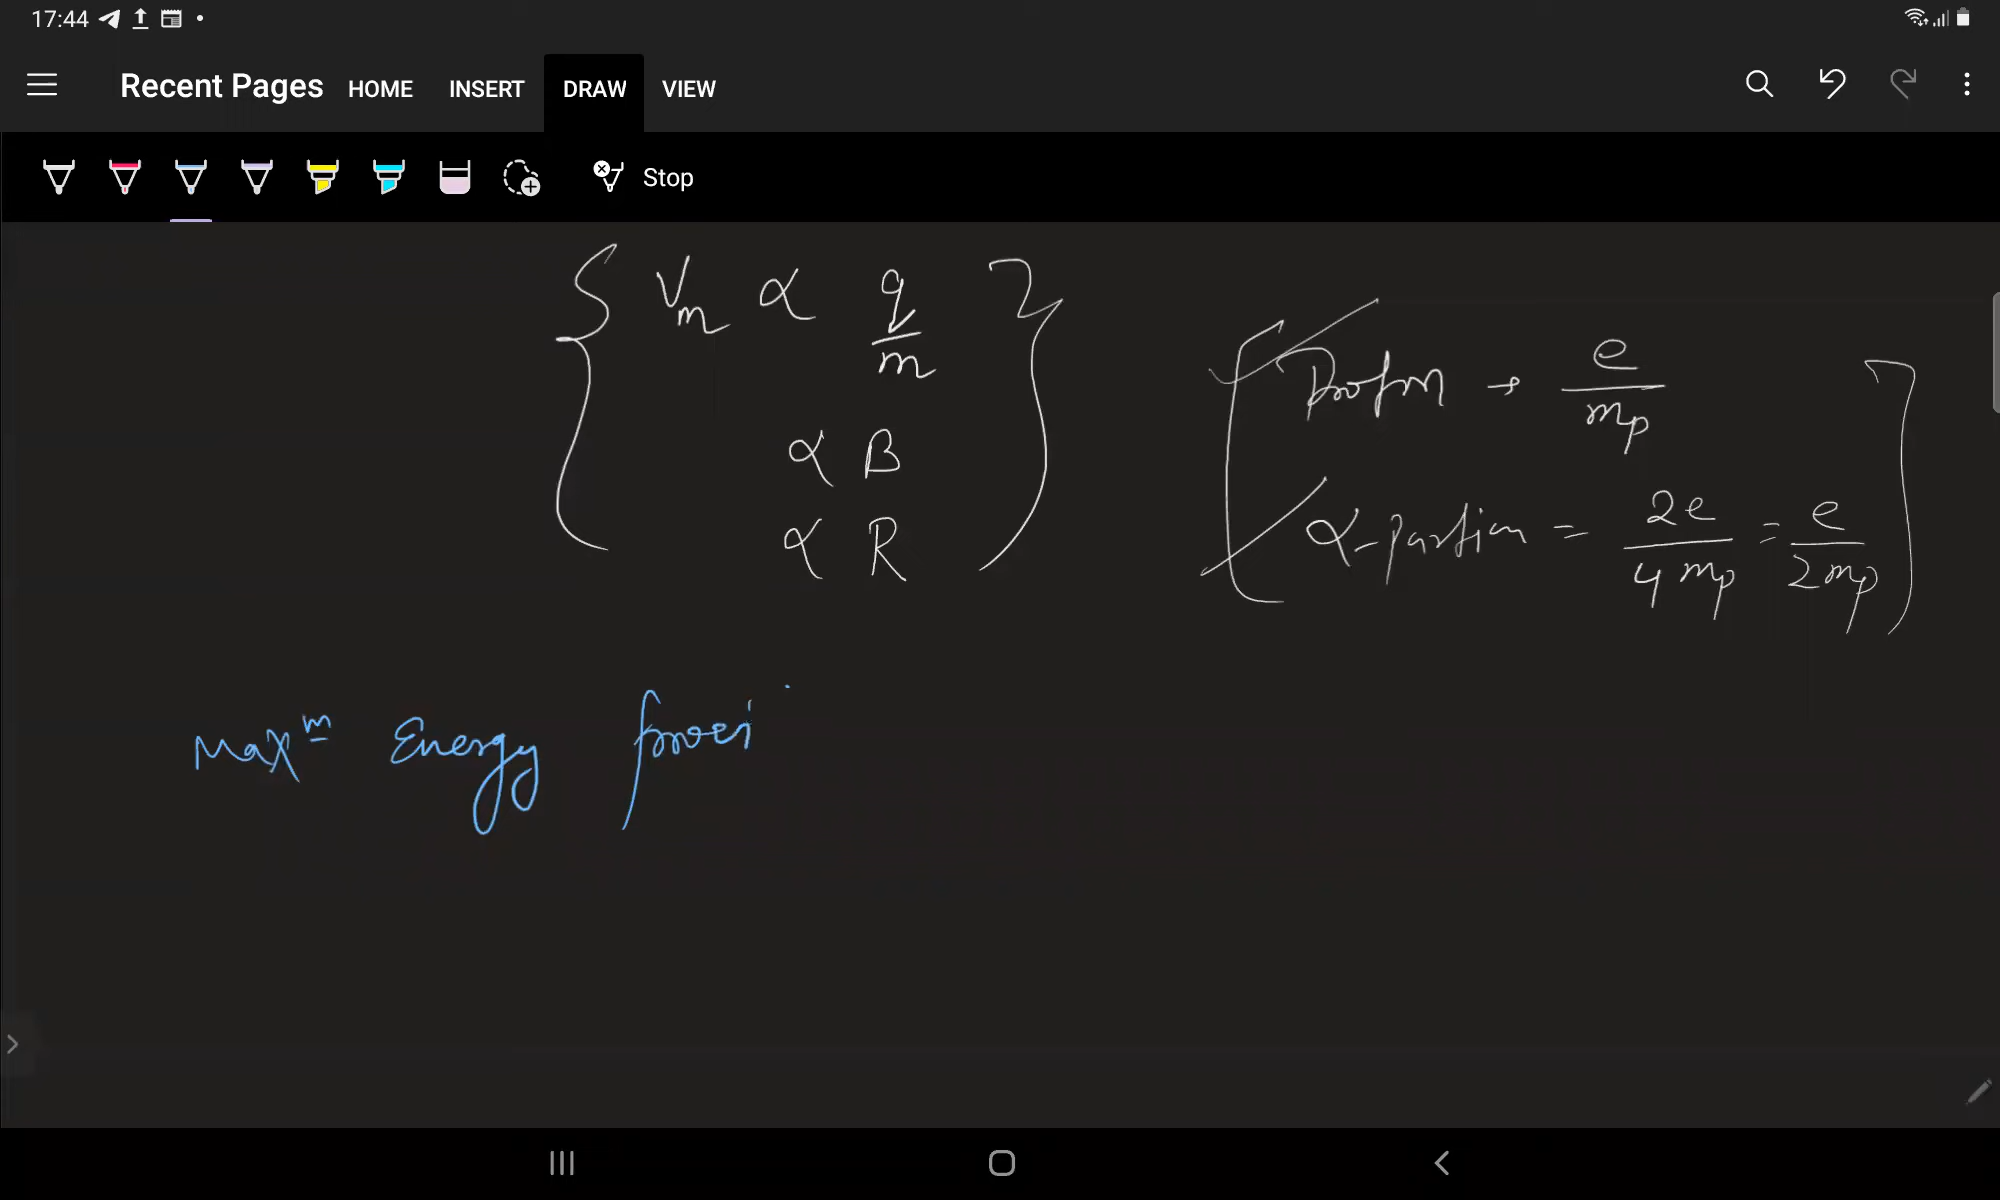 17:44
Recent Pages HOME INSERT DRAW VIEW
Stop
Vm ∝ q/m
∝ B
∝ R
Proton → e/mp
α-particle = 2e/4mp = e/2mp
Maxᵐ Energy